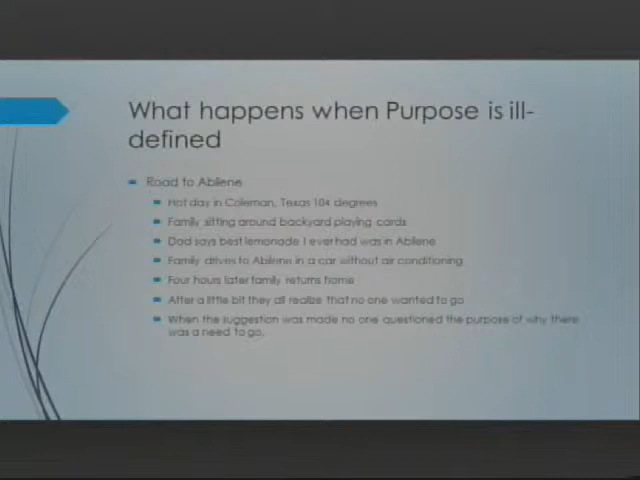 What happens when Purpose is ill-
defined
Road to Abilene
Hot day in Coleman, Texas 104 degrees
Family sitting around backyard playing cards
Dad says best lemonade I ever had was in Abilene
Family drives to Abilene in a car without air conditioning
Four hours later family returns home
After a little bit they all realize that no one wanted to go
When the suggestion was made no one questioned the purpose of why there
was a need to go.